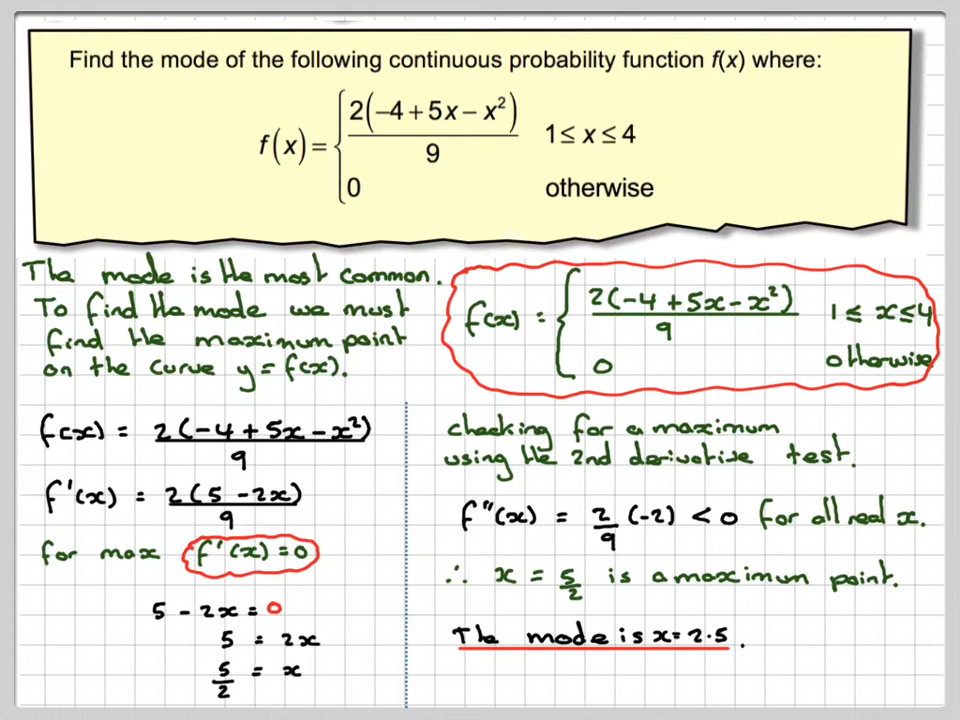 Find the mode of the following continuous probability function f(x) where:
f(x) = { 2(−4 + 5x − x²) / 9    1 ≤ x ≤ 4
0    otherwise
The mode is the most common.
To find the mode we must
find the maximum point
on the curve y = f(x).
f(x) = { 2(−4 + 5x − x²) / 9    1 ≤ x ≤ 4
0    otherwise
f(x) = 2(−4 + 5x − x²) / 9
f'(x) = 2(5 − 2x) / 9
for max f'(x) = 0
5 − 2x = 0
5 = 2x
5/2 = x
checking for a maximum
using the 2nd derivative test.
f''(x) = 2/9 (−2) < 0 for all real x.
∴ x = 5/2 is a maximum point.
The mode is x = 2·5.